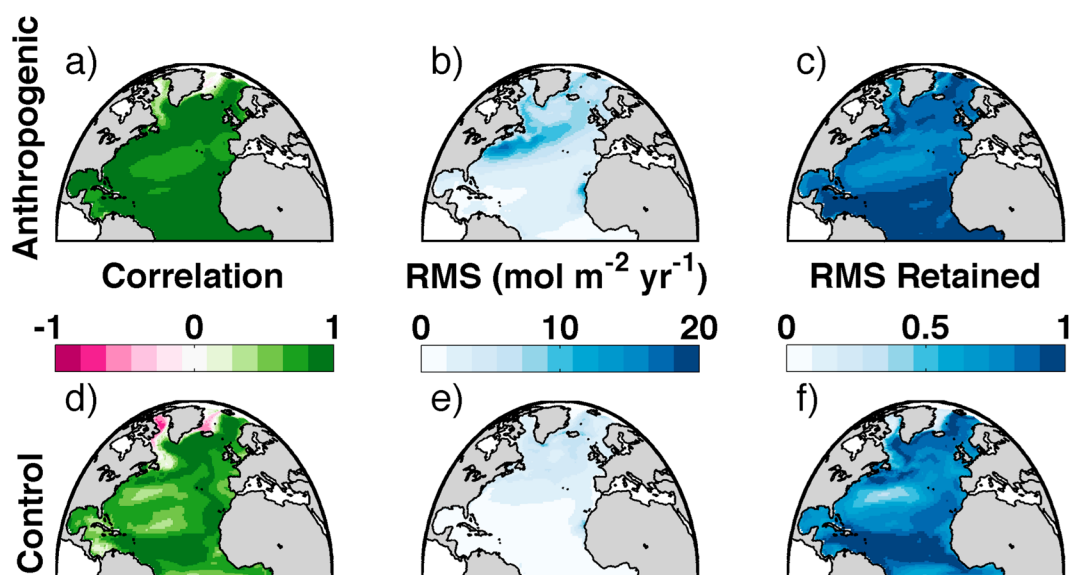 Anthropogenic
a)
b)
c)
Correlation
RMS (mol m⁻² yr⁻¹)
RMS Retained
-1 0 1
0 10 20
0 0.5 1
Control
d)
e)
f)